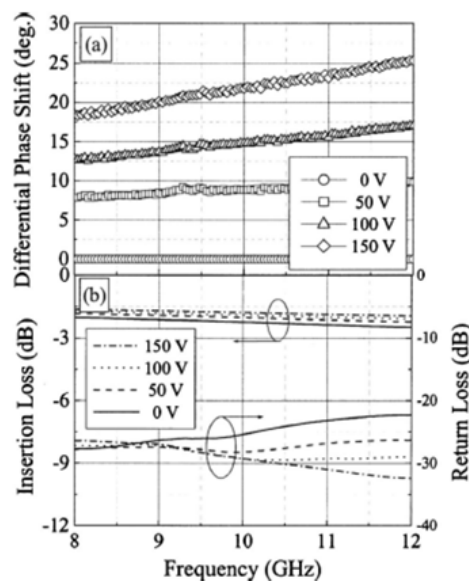 (a)
Differential Phase Shift (deg.)
30
25
20
15
10
5
0
0 V
50 V
100 V
150 V
(b)
Insertion Loss (dB)
0
-3
-6
-9
-12
150 V
100 V
50 V
0 V
0
-10
-20
-30
-40
Return Loss (dB)
8 9 10 11 12
Frequency (GHz)